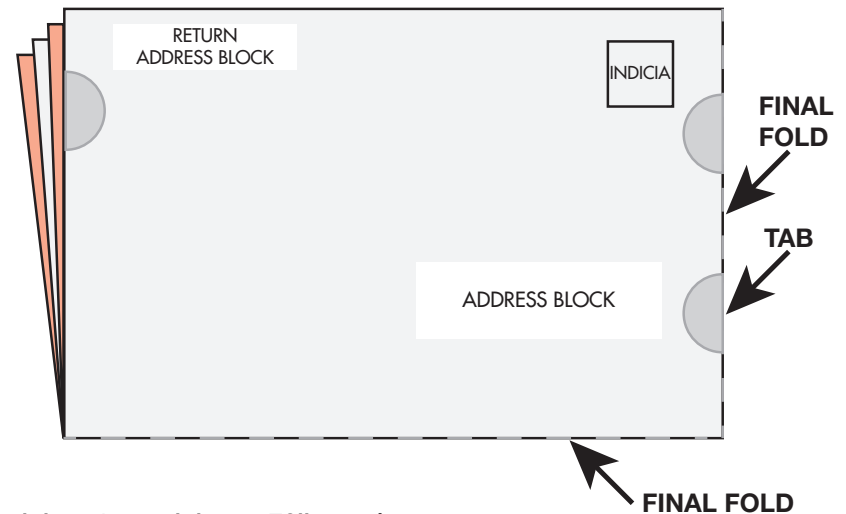 RETURN
ADDRESS BLOCK
INDICIA
FINAL
FOLD
TAB
ADDRESS BLOCK
FINAL FOLD